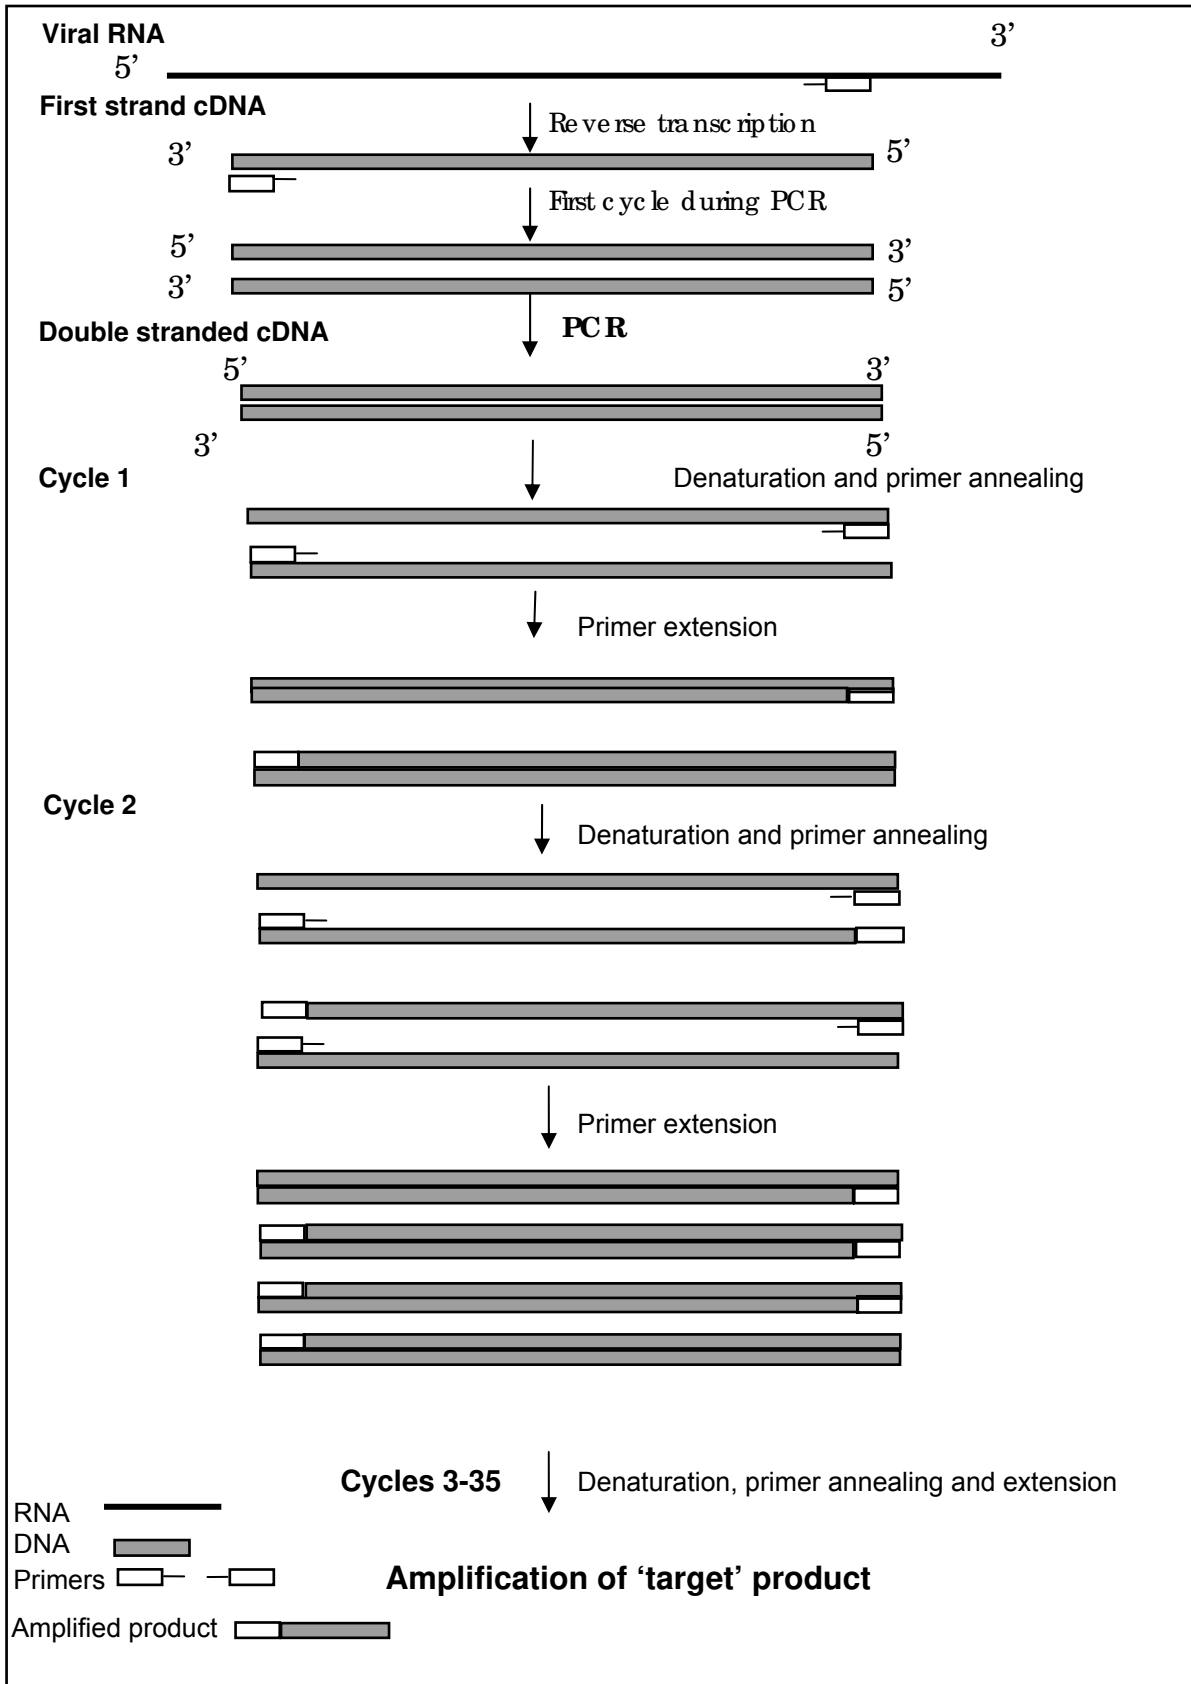 Viral RNA
3’
5’
First strand cDNA
Reverse transcription
3’
5’
First cycle during PCR
5’
3’
3’
5’
Double stranded cDNA
PCR
5’
3’
3’
5’
Cycle 1
Denaturation and primer annealing
Primer extension
Cycle 2
Denaturation and primer annealing
Primer extension
Cycles 3-35
Denaturation, primer annealing and extension
RNA
DNA
Primers
Amplification of ‘target’ product
Amplified product